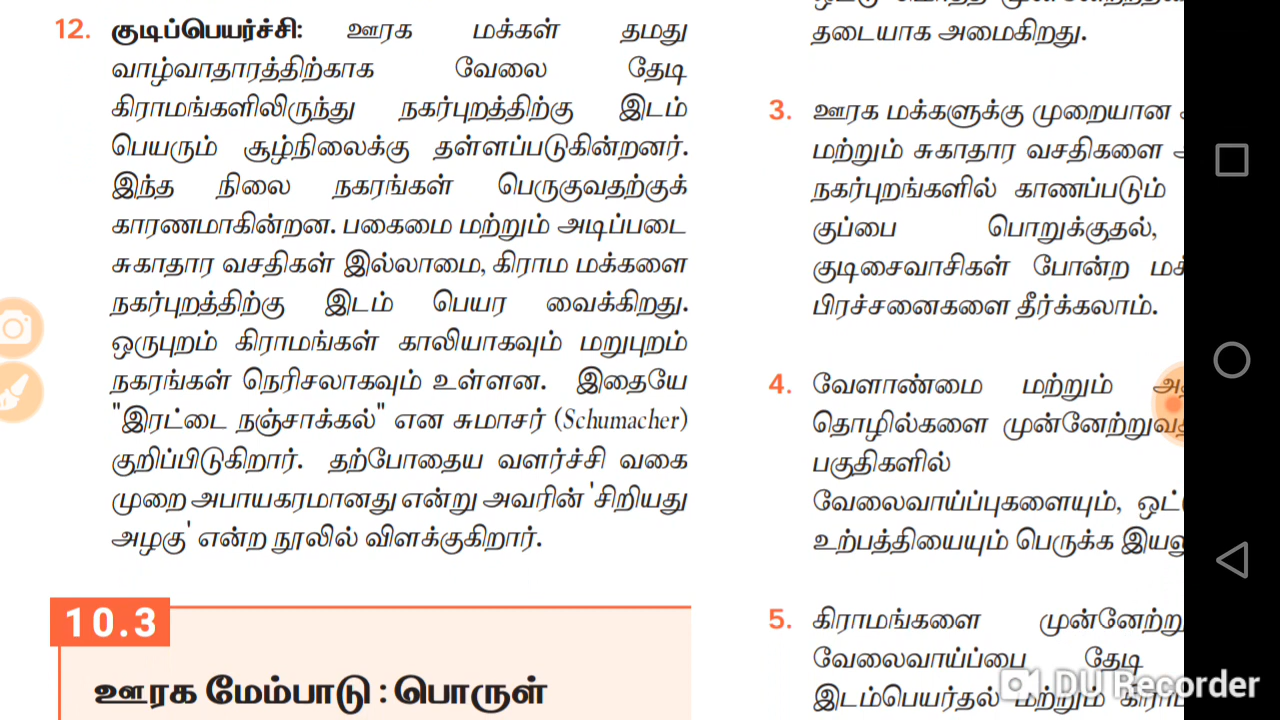 12. குடிப்பெயர்ச்சி: ஊரக மக்கள் தமது
வாழ்வாதாரத்திற்காக வேலை தேடி
கிராமங்களிலிருந்து நகர்புறத்திற்கு இடம்
பெயரும் சூழ்நிலைக்கு தள்ளப்படுகின்றனர்.
இந்த நிலை நகரங்கள் பெருகுவதற்குக்
காரணமாகின்றன. பகைமை மற்றும் அடிப்படை
சுகாதார வசதிகள் இல்லாமை, கிராம மக்களை
நகர்புறத்திற்கு இடம் பெயர வைக்கிறது.
ஒருபுறம் கிராமங்கள் காலியாகவும் மறுபுறம்
நகரங்கள் நெரிசலாகவும் உள்ளன. இதையே
"இரட்டை நஞ்சாக்கல்" என சுமாசர் (Schumacher)
குறிப்பிடுகிறார். தற்போதைய வளர்ச்சி வகை
முறை அபாயகரமானது என்று அவரின் 'சிறியது
அழகு' என்ற நூலில் விளக்குகிறார்.
10.3
ஊரக மேம்பாடு : பொருள்
தடையாக அமைகிறது.
3. ஊரக மக்களுக்கு முறையான
மற்றும் சுகாதார வசதிகளை
நகர்புறங்களில் காணப்படும்
குப்பை பொறுக்குதல்,
குடிசைவாசிகள் போன்ற
பிரச்சனைகளை தீர்க்கலாம்.
4. வேளாண்மை மற்றும்
தொழில்களை
பகுதிகளில்
வேலைவாய்ப்புகளையும்,
உற்பத்தியையும் பெருக்க
5. கிராமங்களை
வேலைவாய்ப்பை தேடி
இடம்பெயர்தல் மற்றும்
DU Recorder